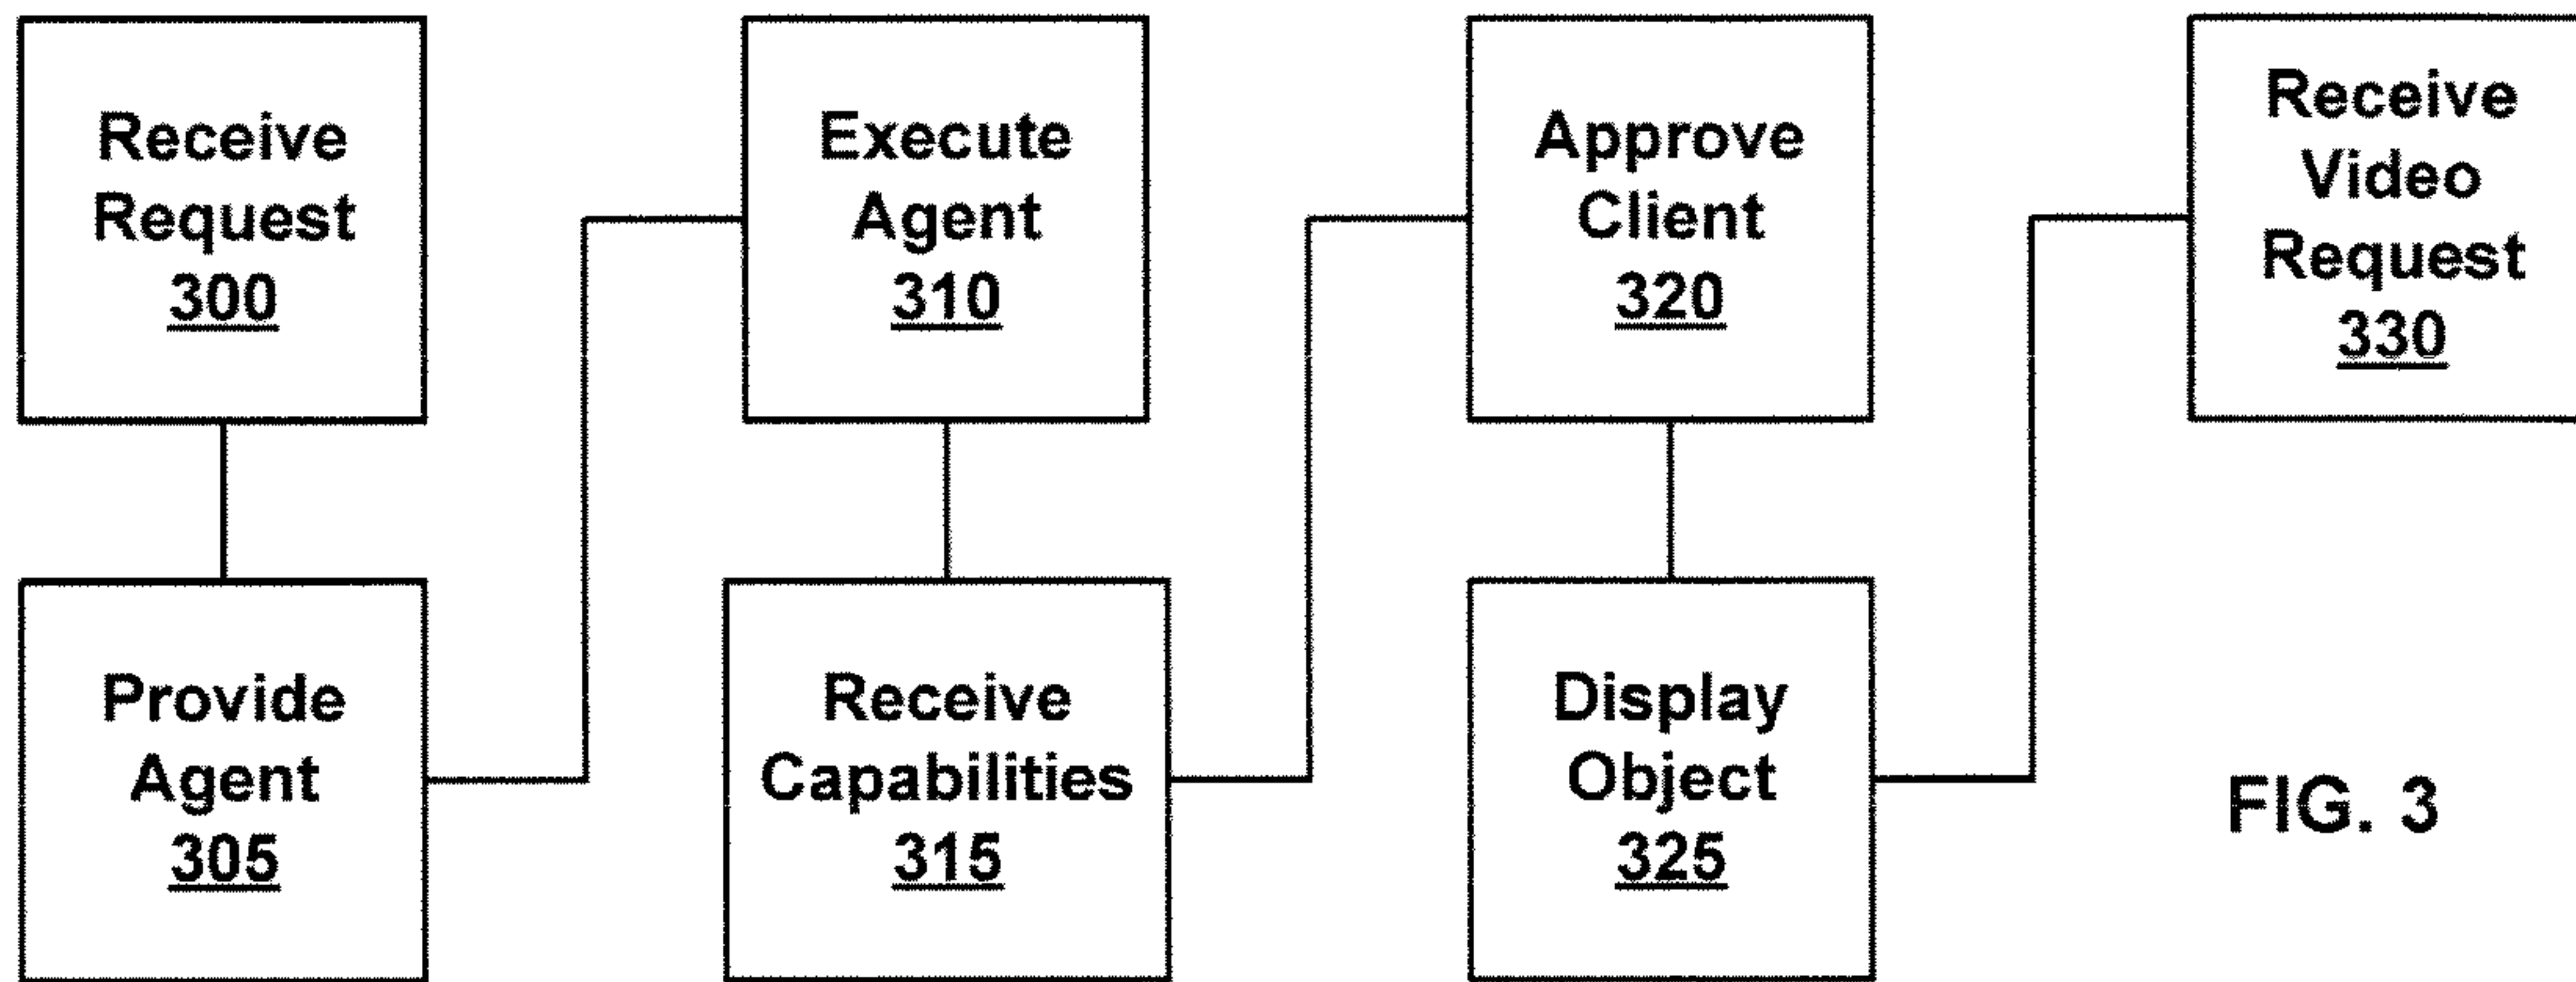 Receive
Request
300
Provide
Agent
305
Execute
Agent
310
Receive
Capabilities
315
Approve
Client
320
Display
Object
325
Receive
Video
Request
330
FIG. 3